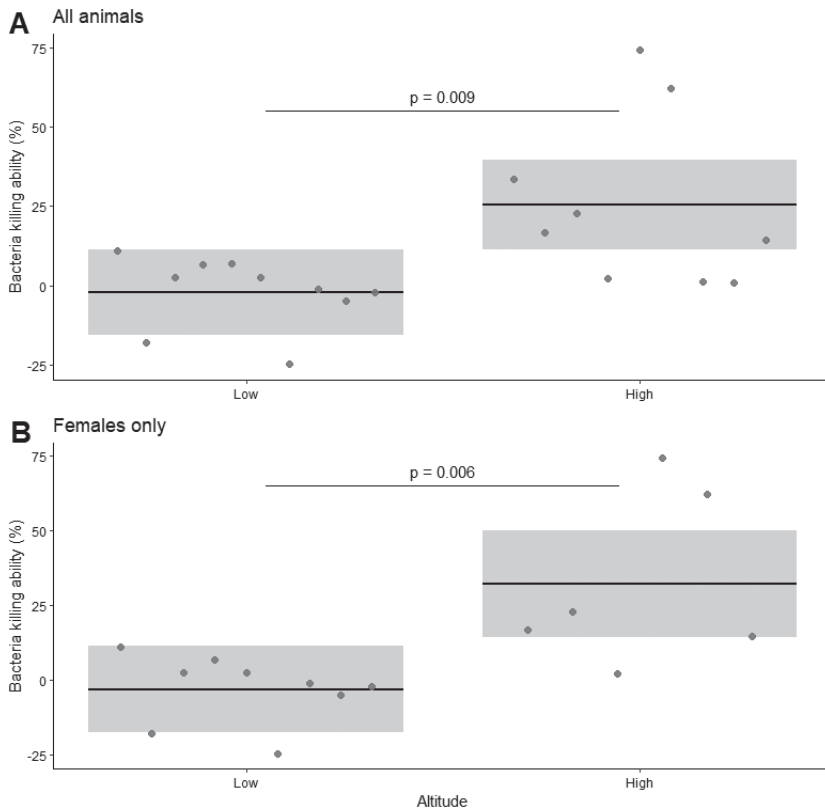 A All animals
75
p = 0.009
50
25
0
-25
Bacteria killing ability (%)
Low High
B Females only
75
p = 0.006
50
25
0
-25
Bacteria killing ability (%)
Low High
Altitude